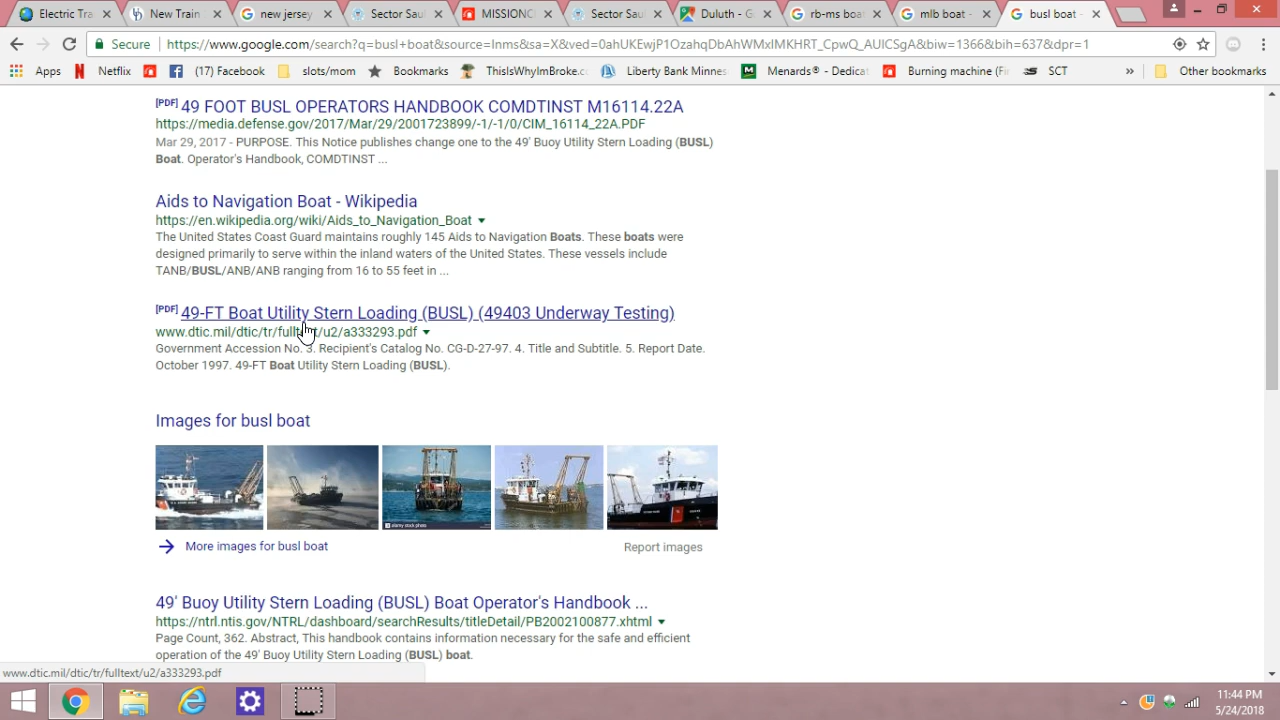 Electric Tra
New Train
new jersey
Sector Sau
MISSIONC
Sector Sau
Duluth - G
rb-ms boa
mlb boat -
busl boat -
Secure
https://www.google.com/search?q=busl+boat&source=lnms&sa=X&ved=0ahUKEwjP1OzahqDbAhWMxIMKHRT_CpwQ_AUICSgA&biw=1366&bih=637&dpr=1
Apps
Netflix
(17) Facebook
slots/mom
Bookmarks
ThisIsWhyImBroke.c
Liberty Bank Minnes
Menards® - Dedicat
Burning machine (Fi
SCT
»
Other bookmarks
[PDF] 49 FOOT BUSL OPERATORS HANDBOOK COMDTINST M16114.22A
https://media.defense.gov/2017/Mar/29/2001723899/-1/-1/0/CIM_16114_22A.PDF
Mar 29, 2017 - PURPOSE. This Notice publishes change one to the 49' Buoy Utility Stern Loading (BUSL)
Boat. Operator's Handbook, COMDTINST ...
Aids to Navigation Boat - Wikipedia
https://en.wikipedia.org/wiki/Aids_to_Navigation_Boat
The United States Coast Guard maintains roughly 145 Aids to Navigation Boats. These boats were
designed primarily to serve within the inland waters of the United States. These vessels include
TANB/BUSL/ANB/ANB ranging from 16 to 55 feet in ...
[PDF] 49-FT Boat Utility Stern Loading (BUSL) (49403 Underway Testing)
www.dtic.mil/dtic/tr/fulltext/u2/a333293.pdf
Government Accession No. 3. Recipient's Catalog No. CG-D-27-97. 4. Title and Subtitle. 5. Report Date.
October 1997. 49-FT Boat Utility Stern Loading (BUSL).
Images for busl boat
alamy stock photo
More images for busl boat
Report images
49' Buoy Utility Stern Loading (BUSL) Boat Operator's Handbook ...
https://ntrl.ntis.gov/NTRL/dashboard/searchResults/titleDetail/PB2002100877.xhtml
Page Count, 362. Abstract, This handbook contains information necessary for the safe and efficient
operation of the 49' Buoy Utility Stern Loading (BUSL) boat.
www.dtic.mil/dtic/tr/fulltext/u2/a333293.pdf
11:44 PM
5/24/2018